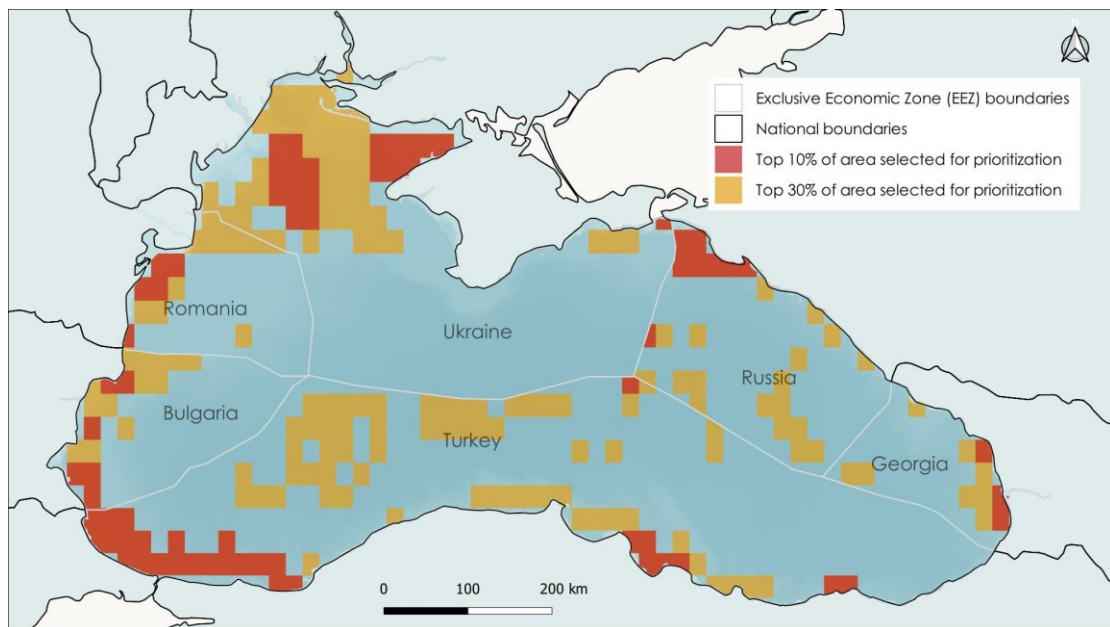 Exclusive Economic Zone (EEZ) boundaries
National boundaries
Top 10% of area selected for prioritization
Top 30% of area selected for prioritization
Romania
Ukraine
Russia
Bulgaria
Turkey
Georgia
0 100 200 km